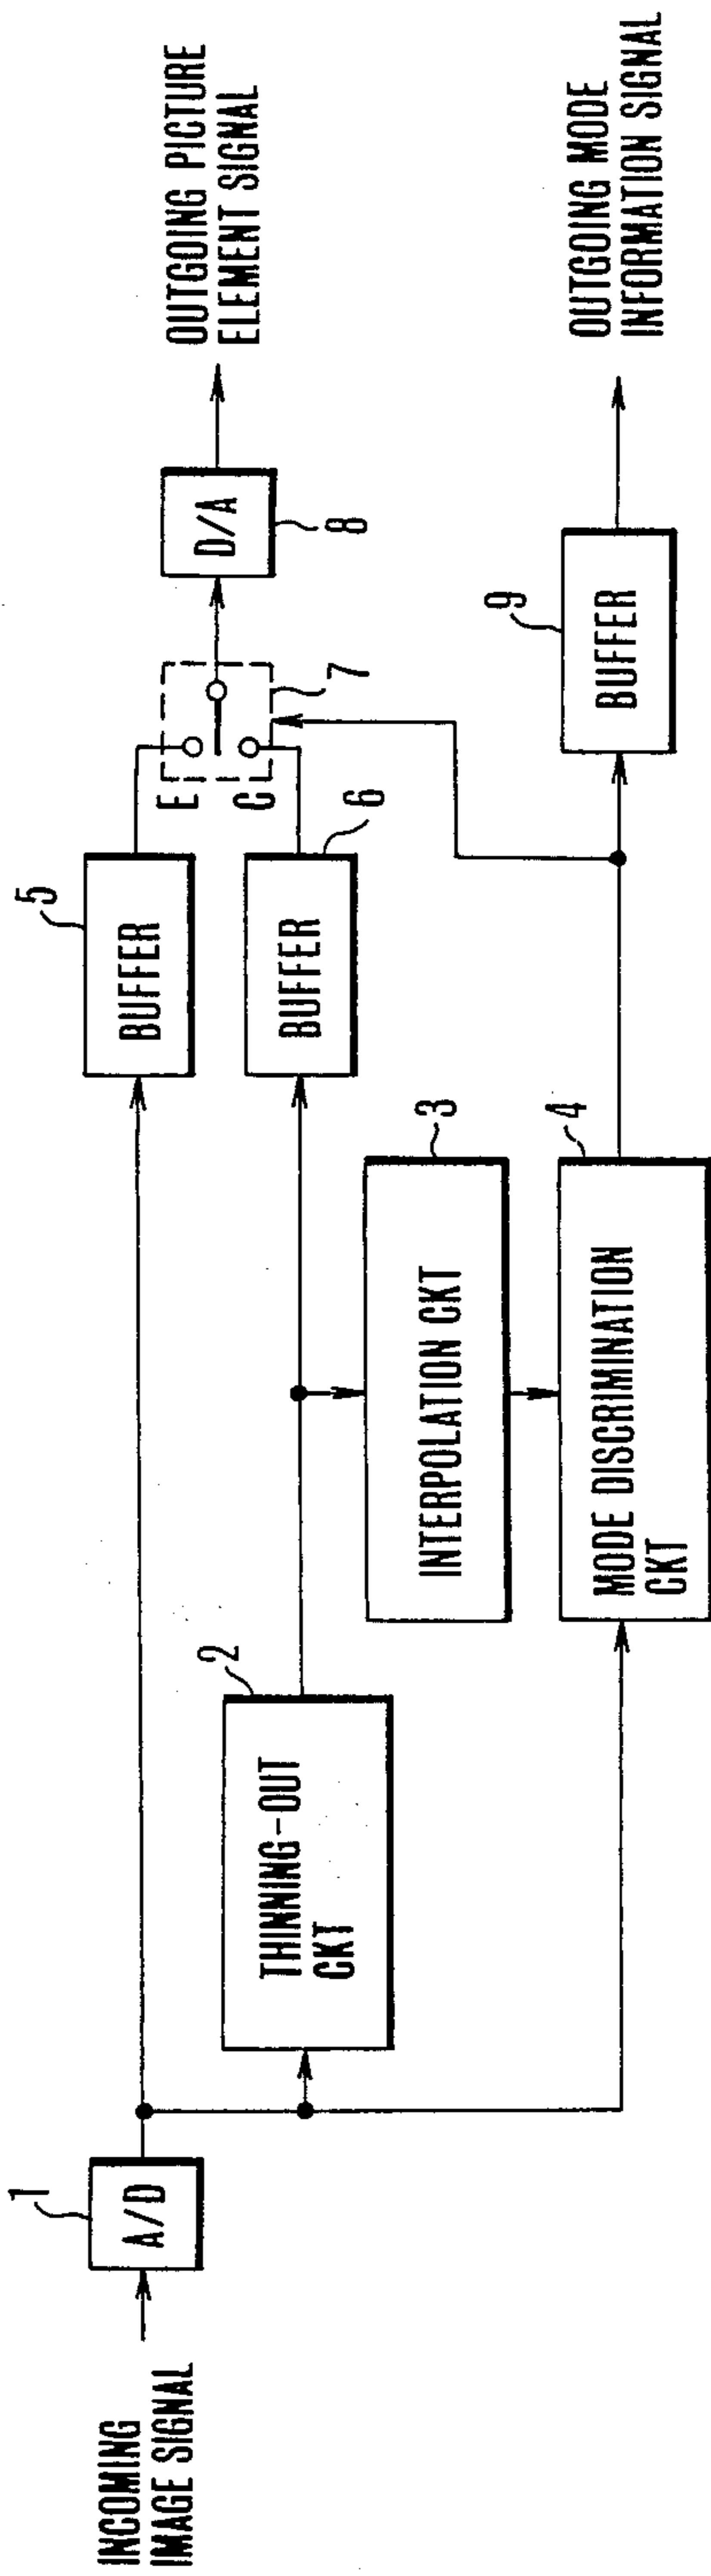 INCOMING
IMAGE SIGNAL
1
A/D
2
THINNING-OUT
CKT
3
INTERPOLATION CKT
4
MODE DISCRIMINATION
CKT
5
BUFFER
6
BUFFER
E
C
7
D/A
8
OUTGOING PICTURE
ELEMENT SIGNAL
9
BUFFER
OUTGOING MODE
INFORMATION SIGNAL